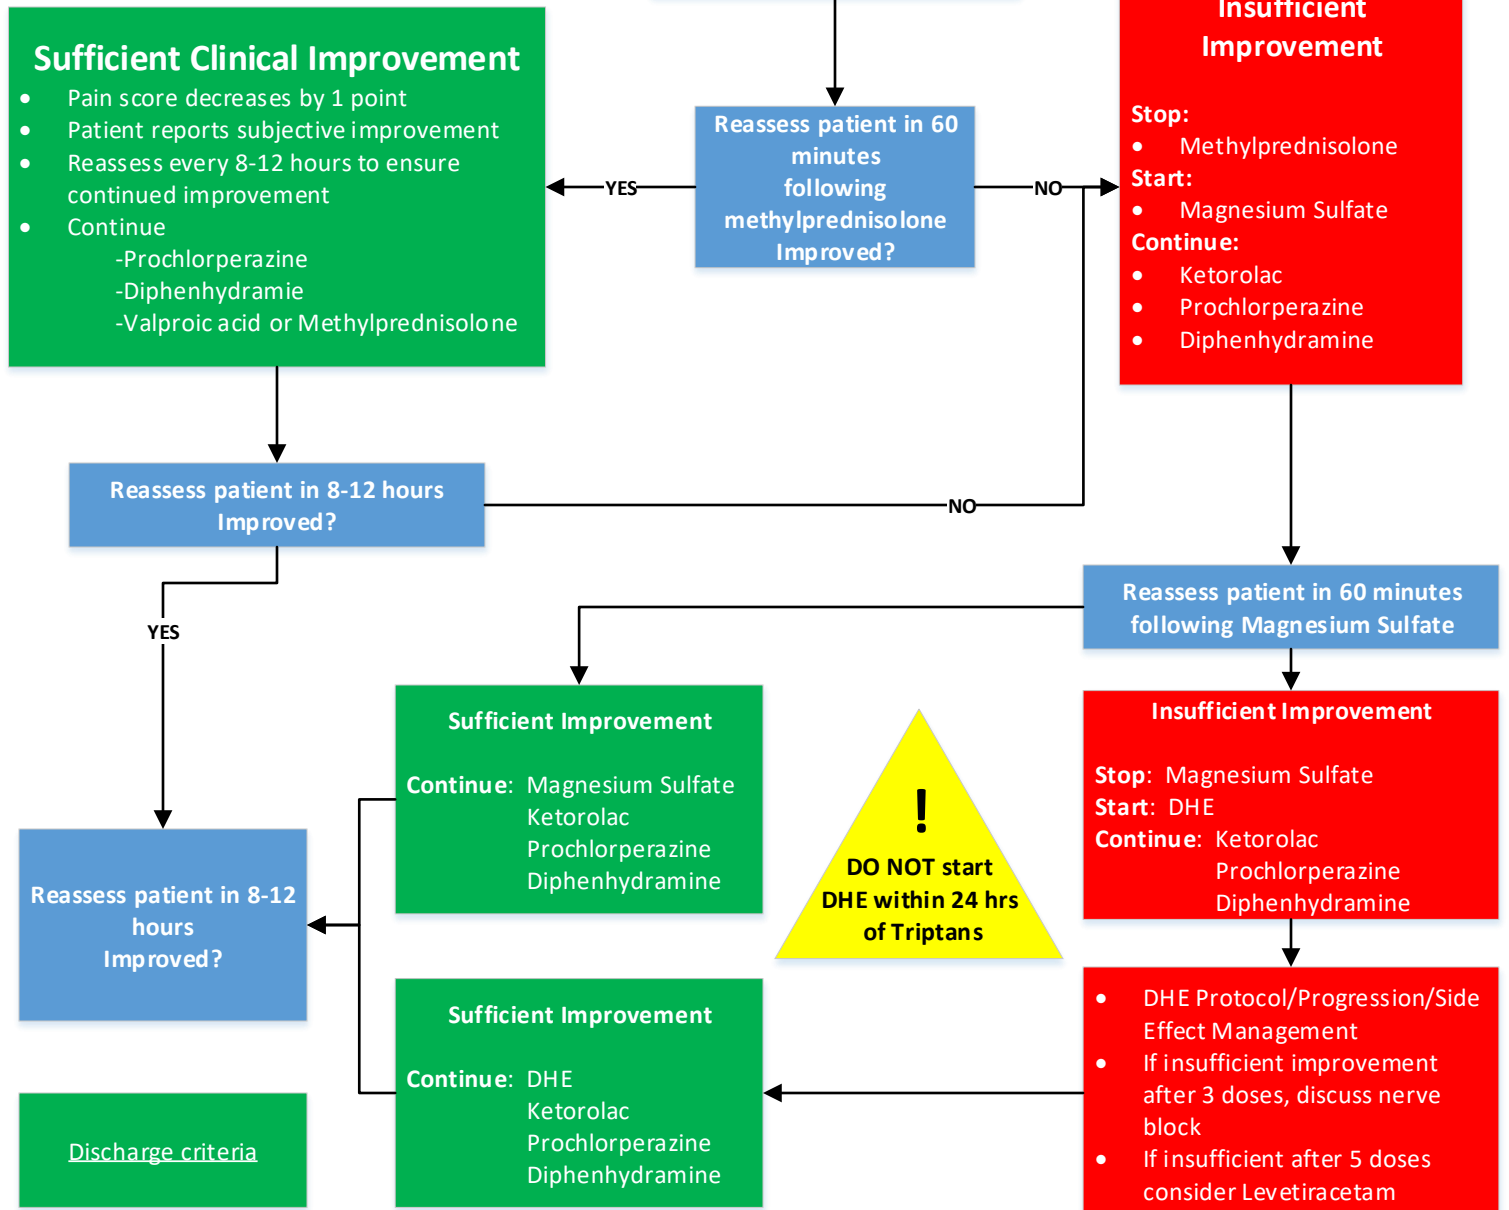 Sufficient Clinical Improvement
• Pain score decreases by 1 point
• Patient reports subjective improvement
• Reassess every 8-12 hours to ensure
continued improvement
• Continue
-Prochlorperazine
-Diphenhydramie
-Valproic acid or Methylprednisolone
Reassess patient in 60
minutes
following
methylprednisolone
Improved?
YES
NO
Insufficient
Improvement
Stop:
• Methylprednisolone
Start:
• Magnesium Sulfate
Continue:
• Ketorolac
• Prochlorperazine
• Diphenhydramine
Reassess patient in 8-12 hours
Improved?
NO
YES
Reassess patient in 60 minutes
following Magnesium Sulfate
Sufficient Improvement
Continue: Magnesium Sulfate
Ketorolac
Prochlorperazine
Diphenhydramine
!
DO NOT start
DHE within 24 hrs
of Triptans
Insufficient Improvement
Stop: Magnesium Sulfate
Start: DHE
Continue: Ketorolac
Prochlorperazine
Diphenhydramine
Reassess patient in 8-12
hours
Improved?
Sufficient Improvement
Continue: DHE
Ketorolac
Prochlorperazine
Diphenhydramine
• DHE Protocol/Progression/Side
Effect Management
• If insufficient improvement
after 3 doses, discuss nerve
block
• If insufficient after 5 doses
consider Levetiracetam
Discharge criteria